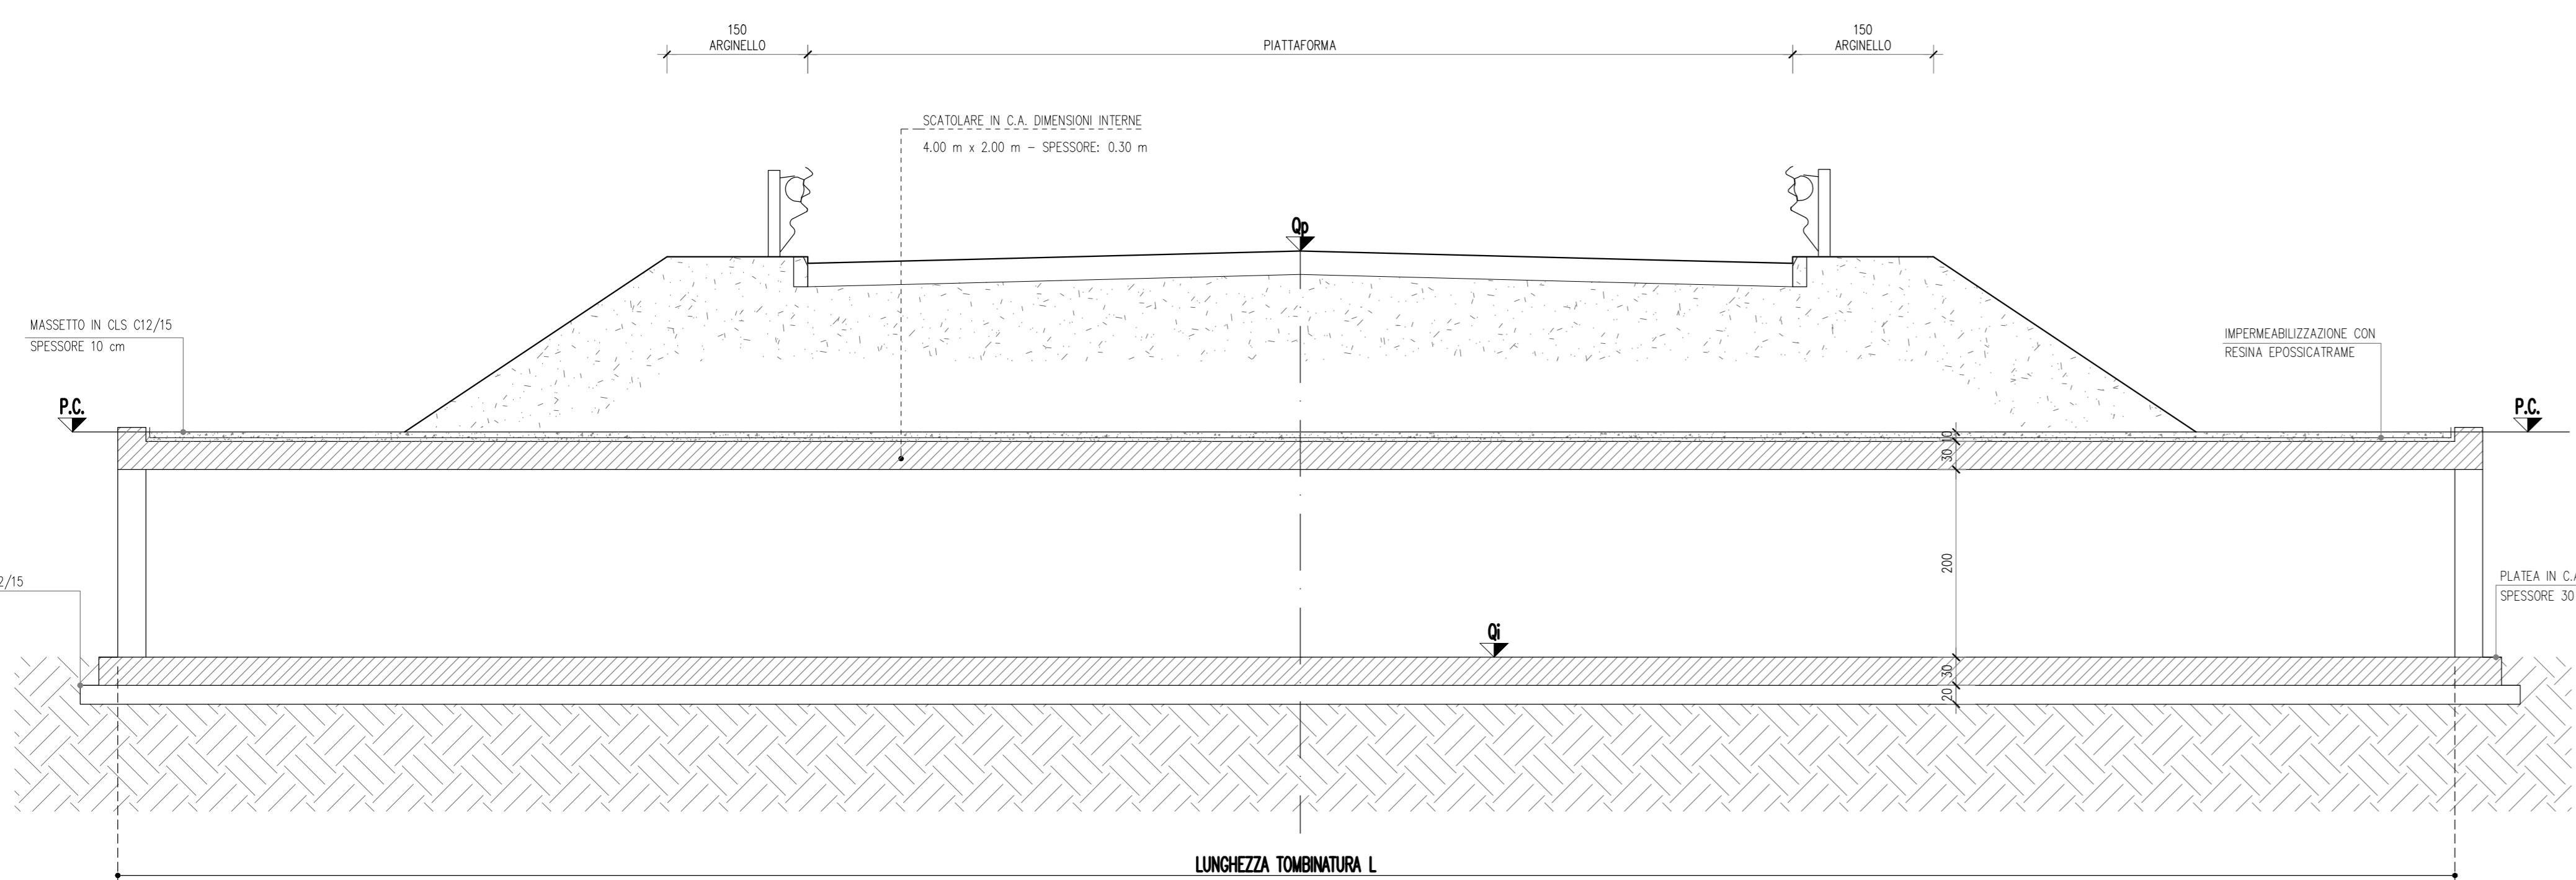 150
ARGINELLO
PIATTAFORMA
150
ARGINELLO
SCATOLARE IN C.A. DIMENSIONI INTERNE
4.00 m x 2.00 m - SPESSORE: 0.30 m
Qp
MASSETTO IN CLS C12/15
SPESSORE 10 cm
IMPERMEABILIZZAZIONE CON
RESINA EPOSSICATRAME
P.C.
P.C.
10
30
200
2/15
PLATEA IN C.A
SPESSORE 30
Qi
30
20
LUNGHEZZA TOMBINATURA L